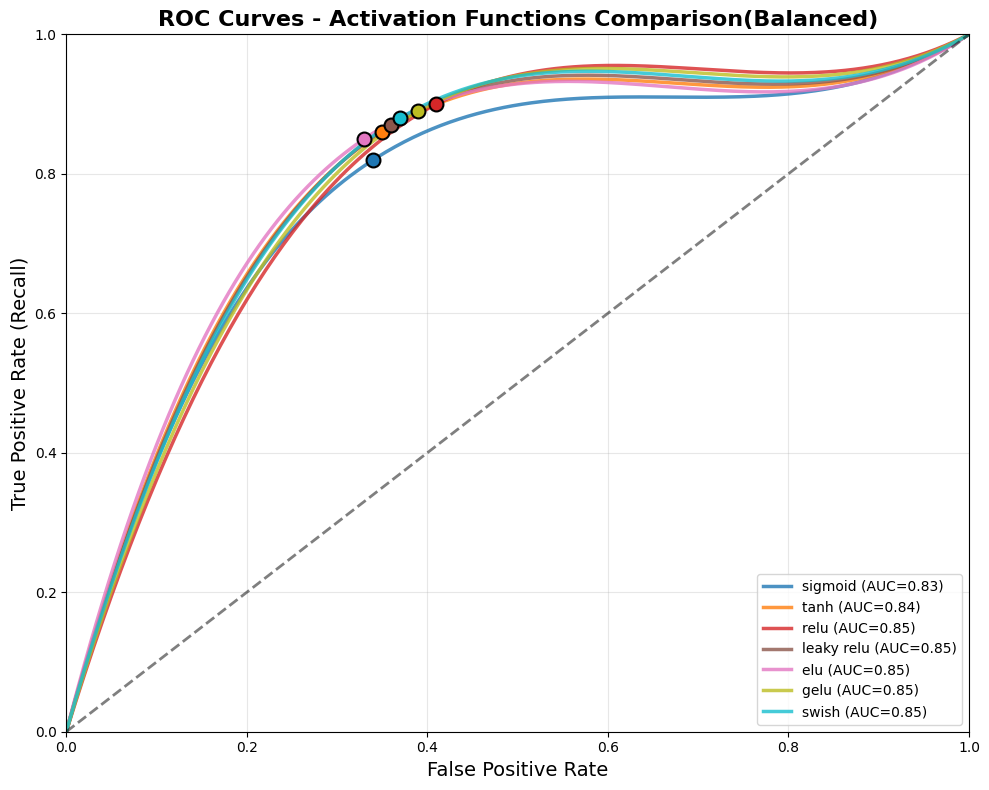 ROC Curves - Activation Functions Comparison(Balanced)
True Positive Rate (Recall)
1.0
0.8
0.6
0.4
0.2
0.0
0.0 0.2 0.4 0.6 0.8 1.0
False Positive Rate
sigmoid (AUC=0.83)
tanh (AUC=0.84)
relu (AUC=0.85)
leaky relu (AUC=0.85)
elu (AUC=0.85)
gelu (AUC=0.85)
swish (AUC=0.85)